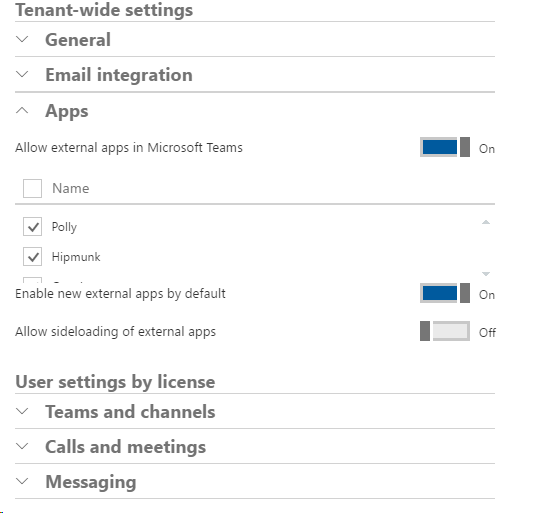 Tenant-wide settings
General
Email integration
Apps
Allow external apps in Microsoft Teams On
Name
Polly
Hipmunk
Enable new external apps by default On
Allow sideloading of external apps Off
User settings by license
Teams and channels
Calls and meetings
Messaging